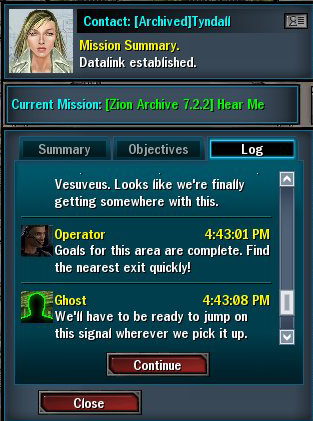 Contact: [Archived]Tyndall
Mission Summary.
Datalink established.
Current Mission: [Zion Archive 7.2.2] Hear Me
Summary
Objectives
Log
Vesuveus. Looks like we're finally
getting somewhere with this.
Operator 4:43:01 PM
Goals for this area are complete. Find
the nearest exit quickly!
Ghost 4:43:08 PM
We'll have to be ready to jump on
this signal wherever we pick it up.
Continue
Close